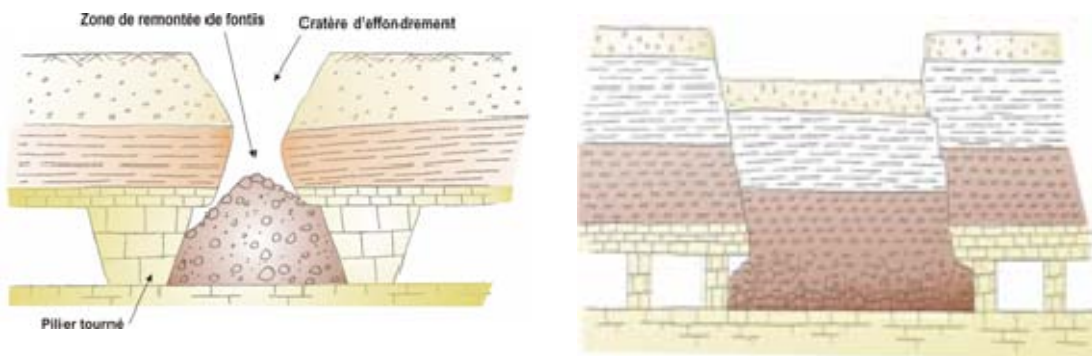 Zone de remontée de fontis
Cratère d'effondrement
Pilier tourné